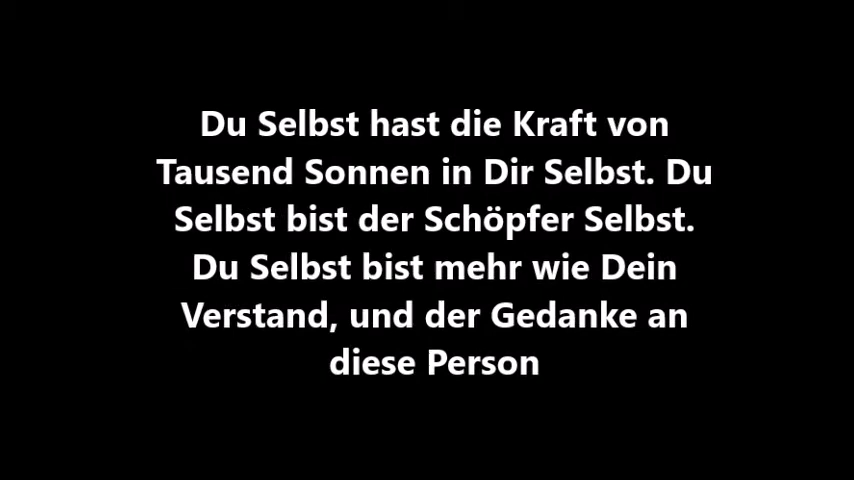 Du Selbst hast die Kraft von
Tausend Sonnen in Dir Selbst. Du
Selbst bist der Schöpfer Selbst.
Du Selbst bist mehr wie Dein
Verstand, und der Gedanke an
diese Person